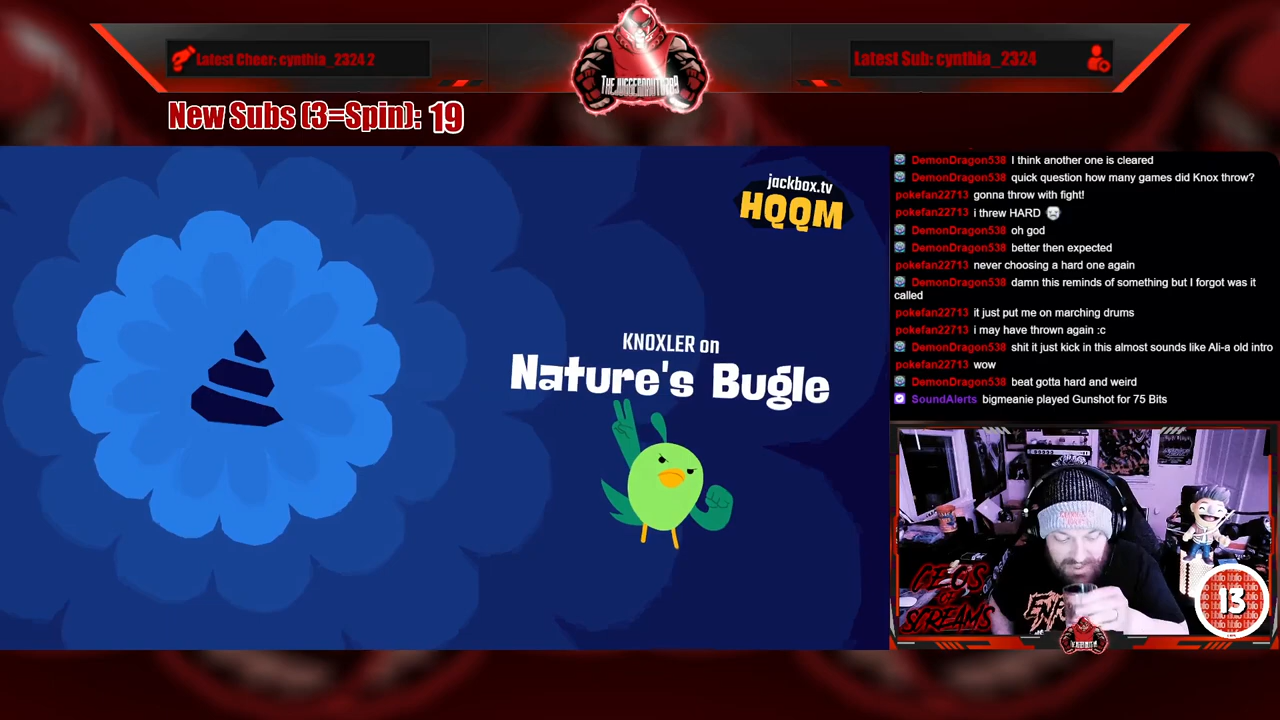 Latest Cheer: cynthia_2324 2
THEJUGGERNAUT0289
Latest Sub: cynthia_2324
New Subs (3=Spin): 19
jackbox.tv
HQQM
KNOXLER on
Nature's Bugle
DemonDragon538 I think another one is cleared
DemonDragon538 quick question how many games did Knox throw?
pokefan22713 gonna throw with fight!
pokefan22713 i threw HARD
DemonDragon538 oh god
DemonDragon538 better then expected
pokefan22713 never choosing a hard one again
DemonDragon538 damn this reminds of something but I forgot was it
called
pokefan22713 it just put me on marching drums
pokefan22713 i may have thrown again :c
DemonDragon538 shit it just kick in this almost sounds like Ali-a old intro
pokefan22713 wow
DemonDragon538 beat gotta hard and weird
SoundAlerts bigmeanie played Gunshot for 75 Bits
SCREAMS
13